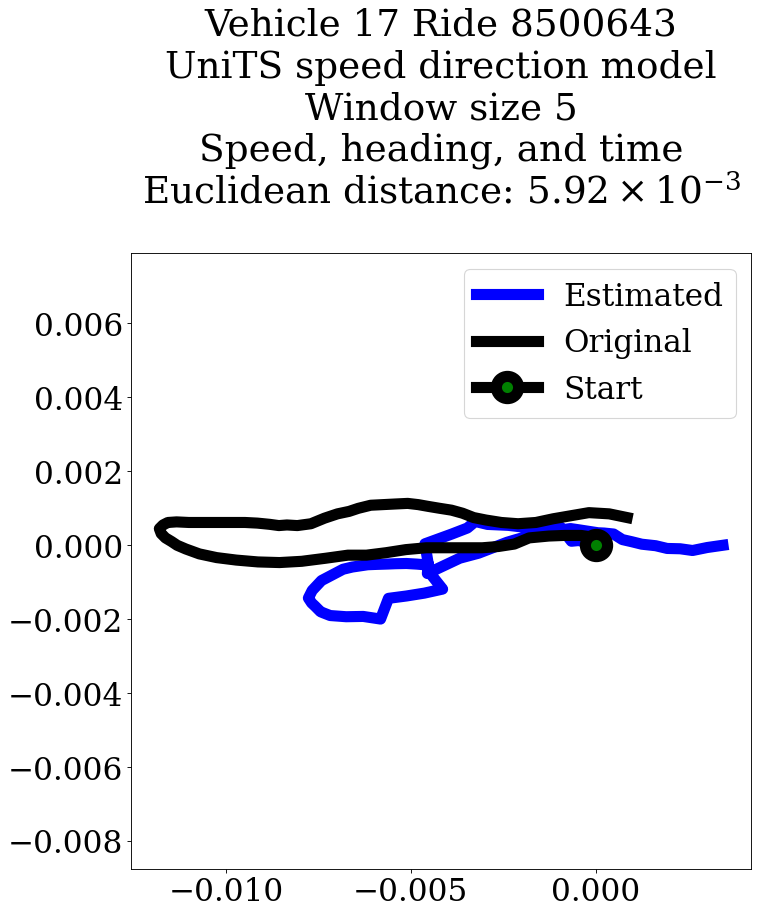 Vehicle 17 Ride 8500643
UniTS speed direction model
Window size 5
Speed, heading, and time
Euclidean distance: 5.92 × 10⁻³
Estimated
Original
Start
0.006
0.004
0.002
0.000
−0.002
−0.004
−0.006
−0.008
−0.010
−0.005
0.000